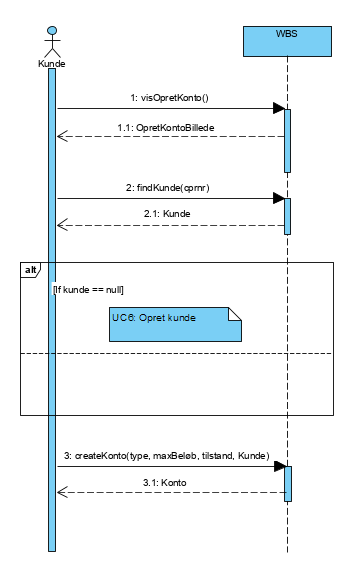 WBS
Kunde
1: visOpretKonto()
1.1: OpretKontoBillede
2: findKunde(cprnr)
2.1: Kunde
alt
[If kunde == null]
UC6: Opret kunde
3: createKonto(type, maxBeløb, tilstand, Kunde)
3.1: Konto